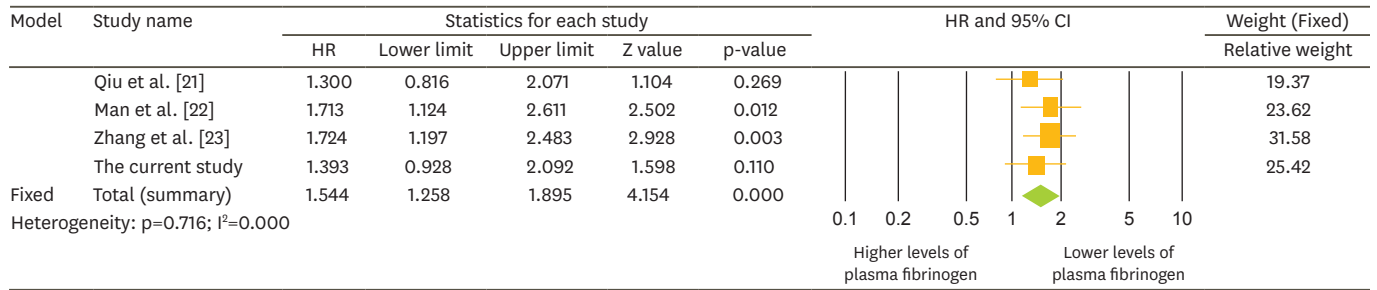 Model Study name Statistics for each study HR and 95% CI Weight (Fixed)
HR Lower limit Upper limit Z value p-value Relative weight
Qiu et al. [21] 1.300 0.816 2.071 1.104 0.269 19.37
Man et al. [22] 1.713 1.124 2.611 2.502 0.012 23.62
Zhang et al. [23] 1.724 1.197 2.483 2.928 0.003 31.58
The current study 1.393 0.928 2.092 1.598 0.110 25.42
Fixed Total (summary) 1.544 1.258 1.895 4.154 0.000
Heterogeneity: p=0.716; I²=0.000
0.1 0.2 0.5 1 2 5 10
Higher levels of Lower levels of
plasma fibrinogen plasma fibrinogen